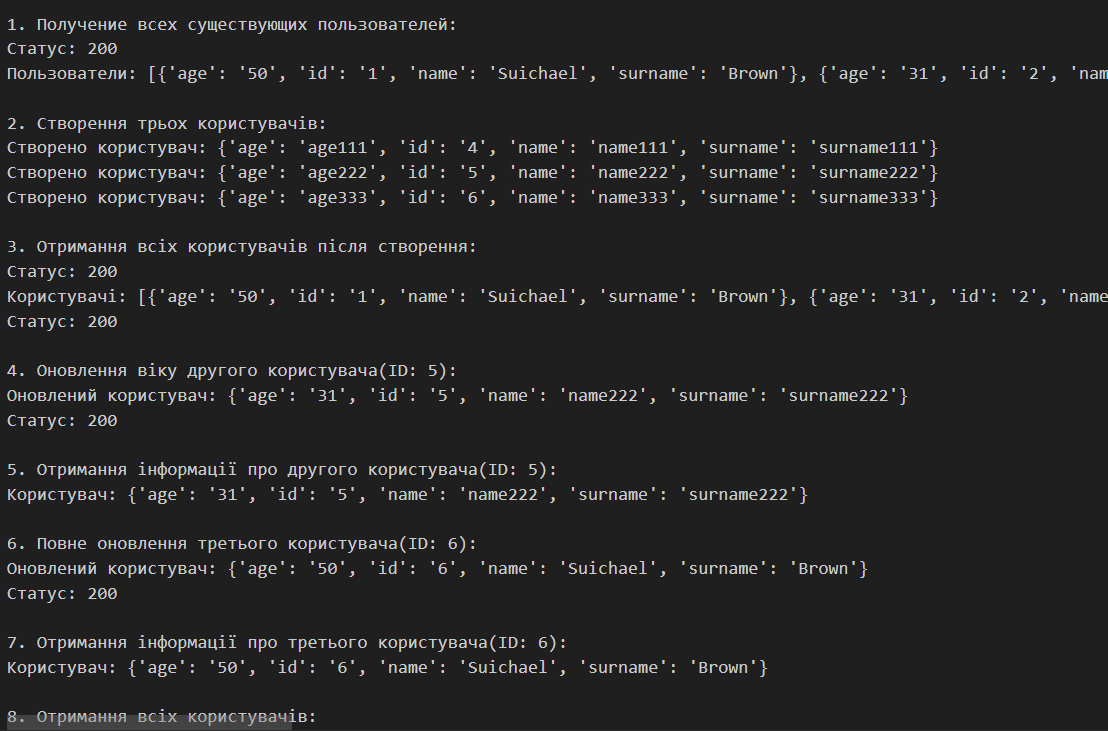 1. Получение всех существующих пользователей:
Статус: 200
Пользователи: [{'age': '50', 'id': '1', 'name': 'Suichael', 'surname': 'Brown'}, {'age': '31', 'id': '2', 'nam
2. Створення трьох користувачів:
Створено користувач: {'age': 'age111', 'id': '4', 'name': 'name111', 'surname': 'surname111'}
Створено користувач: {'age': 'age222', 'id': '5', 'name': 'name222', 'surname': 'surname222'}
Створено користувач: {'age': 'age333', 'id': '6', 'name': 'name333', 'surname': 'surname333'}
3. Отримання всіх користувачів після створення:
Статус: 200
Користувачі: [{'age': '50', 'id': '1', 'name': 'Suichael', 'surname': 'Brown'}, {'age': '31', 'id': '2', 'name
Статус: 200
4. Оновлення віку другого користувача(ID: 5):
Оновлений користувач: {'age': '31', 'id': '5', 'name': 'name222', 'surname': 'surname222'}
Статус: 200
5. Отримання інформації про другого користувача(ID: 5):
Користувач: {'age': '31', 'id': '5', 'name': 'name222', 'surname': 'surname222'}
6. Повне оновлення третього користувача(ID: 6):
Оновлений користувач: {'age': '50', 'id': '6', 'name': 'Suichael', 'surname': 'Brown'}
Статус: 200
7. Отримання інформації про третього користувача(ID: 6):
Користувач: {'age': '50', 'id': '6', 'name': 'Suichael', 'surname': 'Brown'}
8. Отримання всіх користувачів: